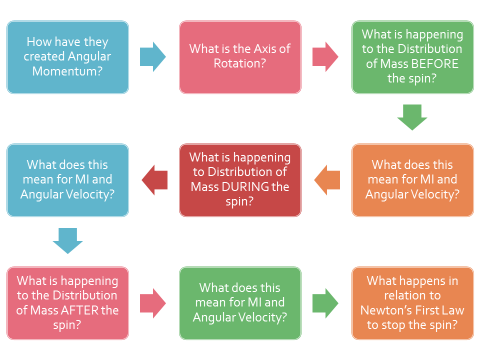 How have they
created Angular
Momentum?
What is the Axis of
Rotation?
What is happening
to the Distribution
of Mass BEFORE
the spin?
What does this
mean for MI and
Angular Velocity?
What is happening
to Distribution of
Mass DURING the
spin?
What does this
mean for MI and
Angular Velocity?
What is happening
to the Distribution
of Mass AFTER the
spin?
What does this
mean for MI and
Angular Velocity?
What happens in
relation to
Newton's First Law
to stop the spin?